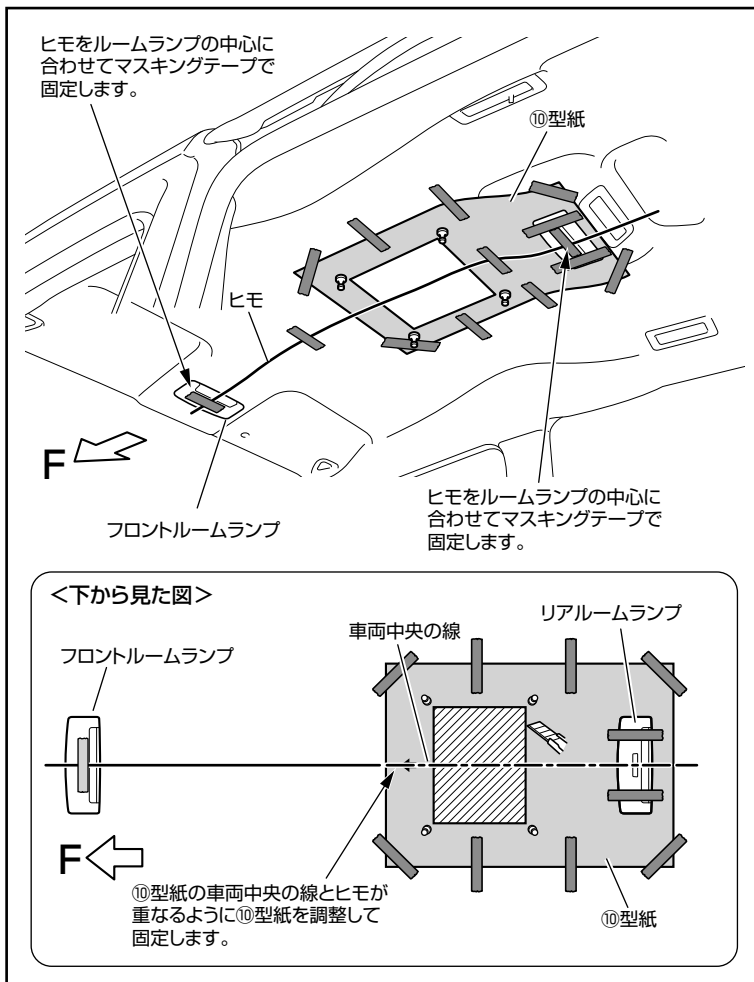 ヒモをルームランプの中心に
合わせてマスキングテープで
固定します。
⑩型紙
ヒモ
F
フロントルームランプ
ヒモをルームランプの中心に
合わせてマスキングテープで
固定します。
<下から見た図>
フロントルームランプ
車両中央の線
リアルームランプ
F
⑩型紙の車両中央の線とヒモが
重なるように⑩型紙を調整して
固定します。
⑩型紙